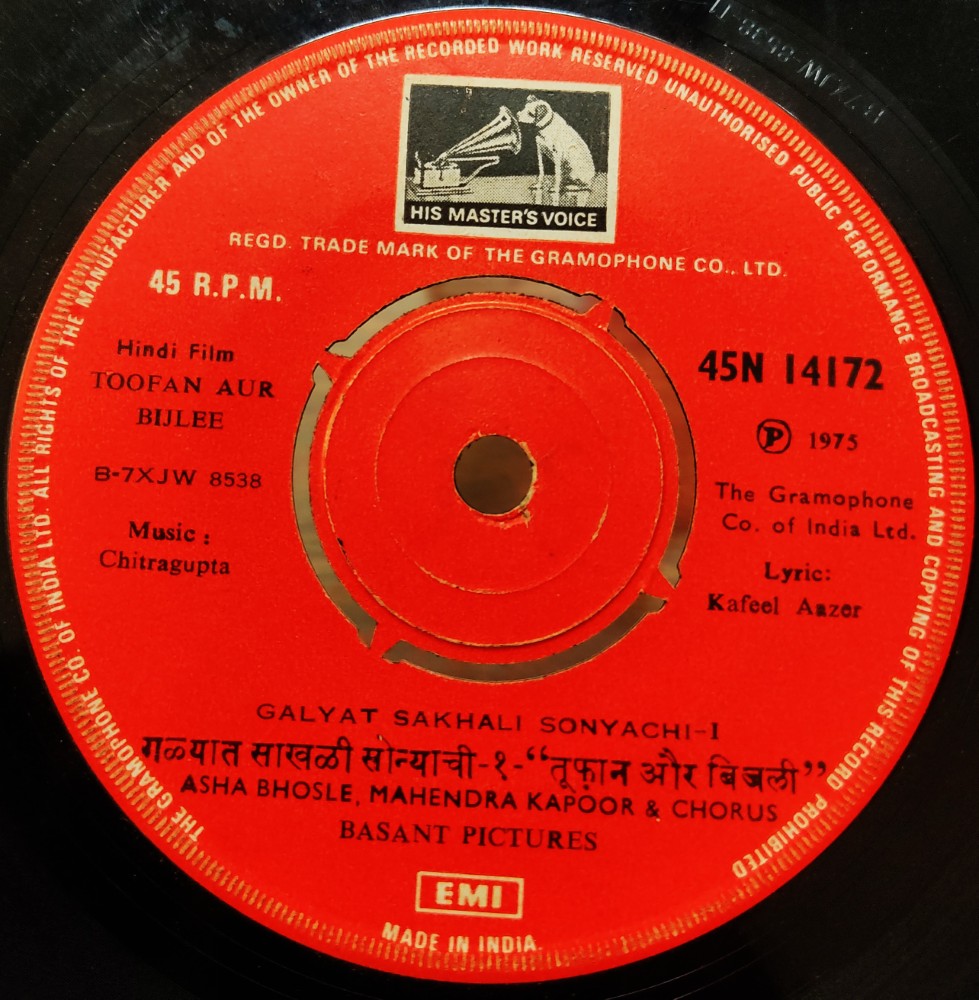 THE GRAMOPHONE CO. OF INDIA LTD. ALL RIGHTS OF THE MANUFACTURER AND OF THE OWNER OF THE RECORDED WORK RESERVED UNAUTHORISED PUBLIC PERFORMANCE BROADCASTING AND COPYING OF THIS RECORD PROHIBITED
HIS MASTER'S VOICE
REGD. TRADE MARK OF THE GRAMOPHONE CO., LTD.
45 R.P.M.
Hindi Film
TOOFAN AUR
BIJLEE
B-7XJW 8538
Music :
Chitragupta
45N 14172
Ⓟ 1975
The Gramophone
Co. of India Ltd.
Lyric:
Kafeel Aazer
GALYAT SAKHALI SONYACHI-I
गळ्यात साखळी सोन्याची-१-“तूफ़ान और बिजली”
ASHA BHOSLE, MAHENDRA KAPOOR & CHORUS
BASANT PICTURES
EMI
MADE IN INDIA.